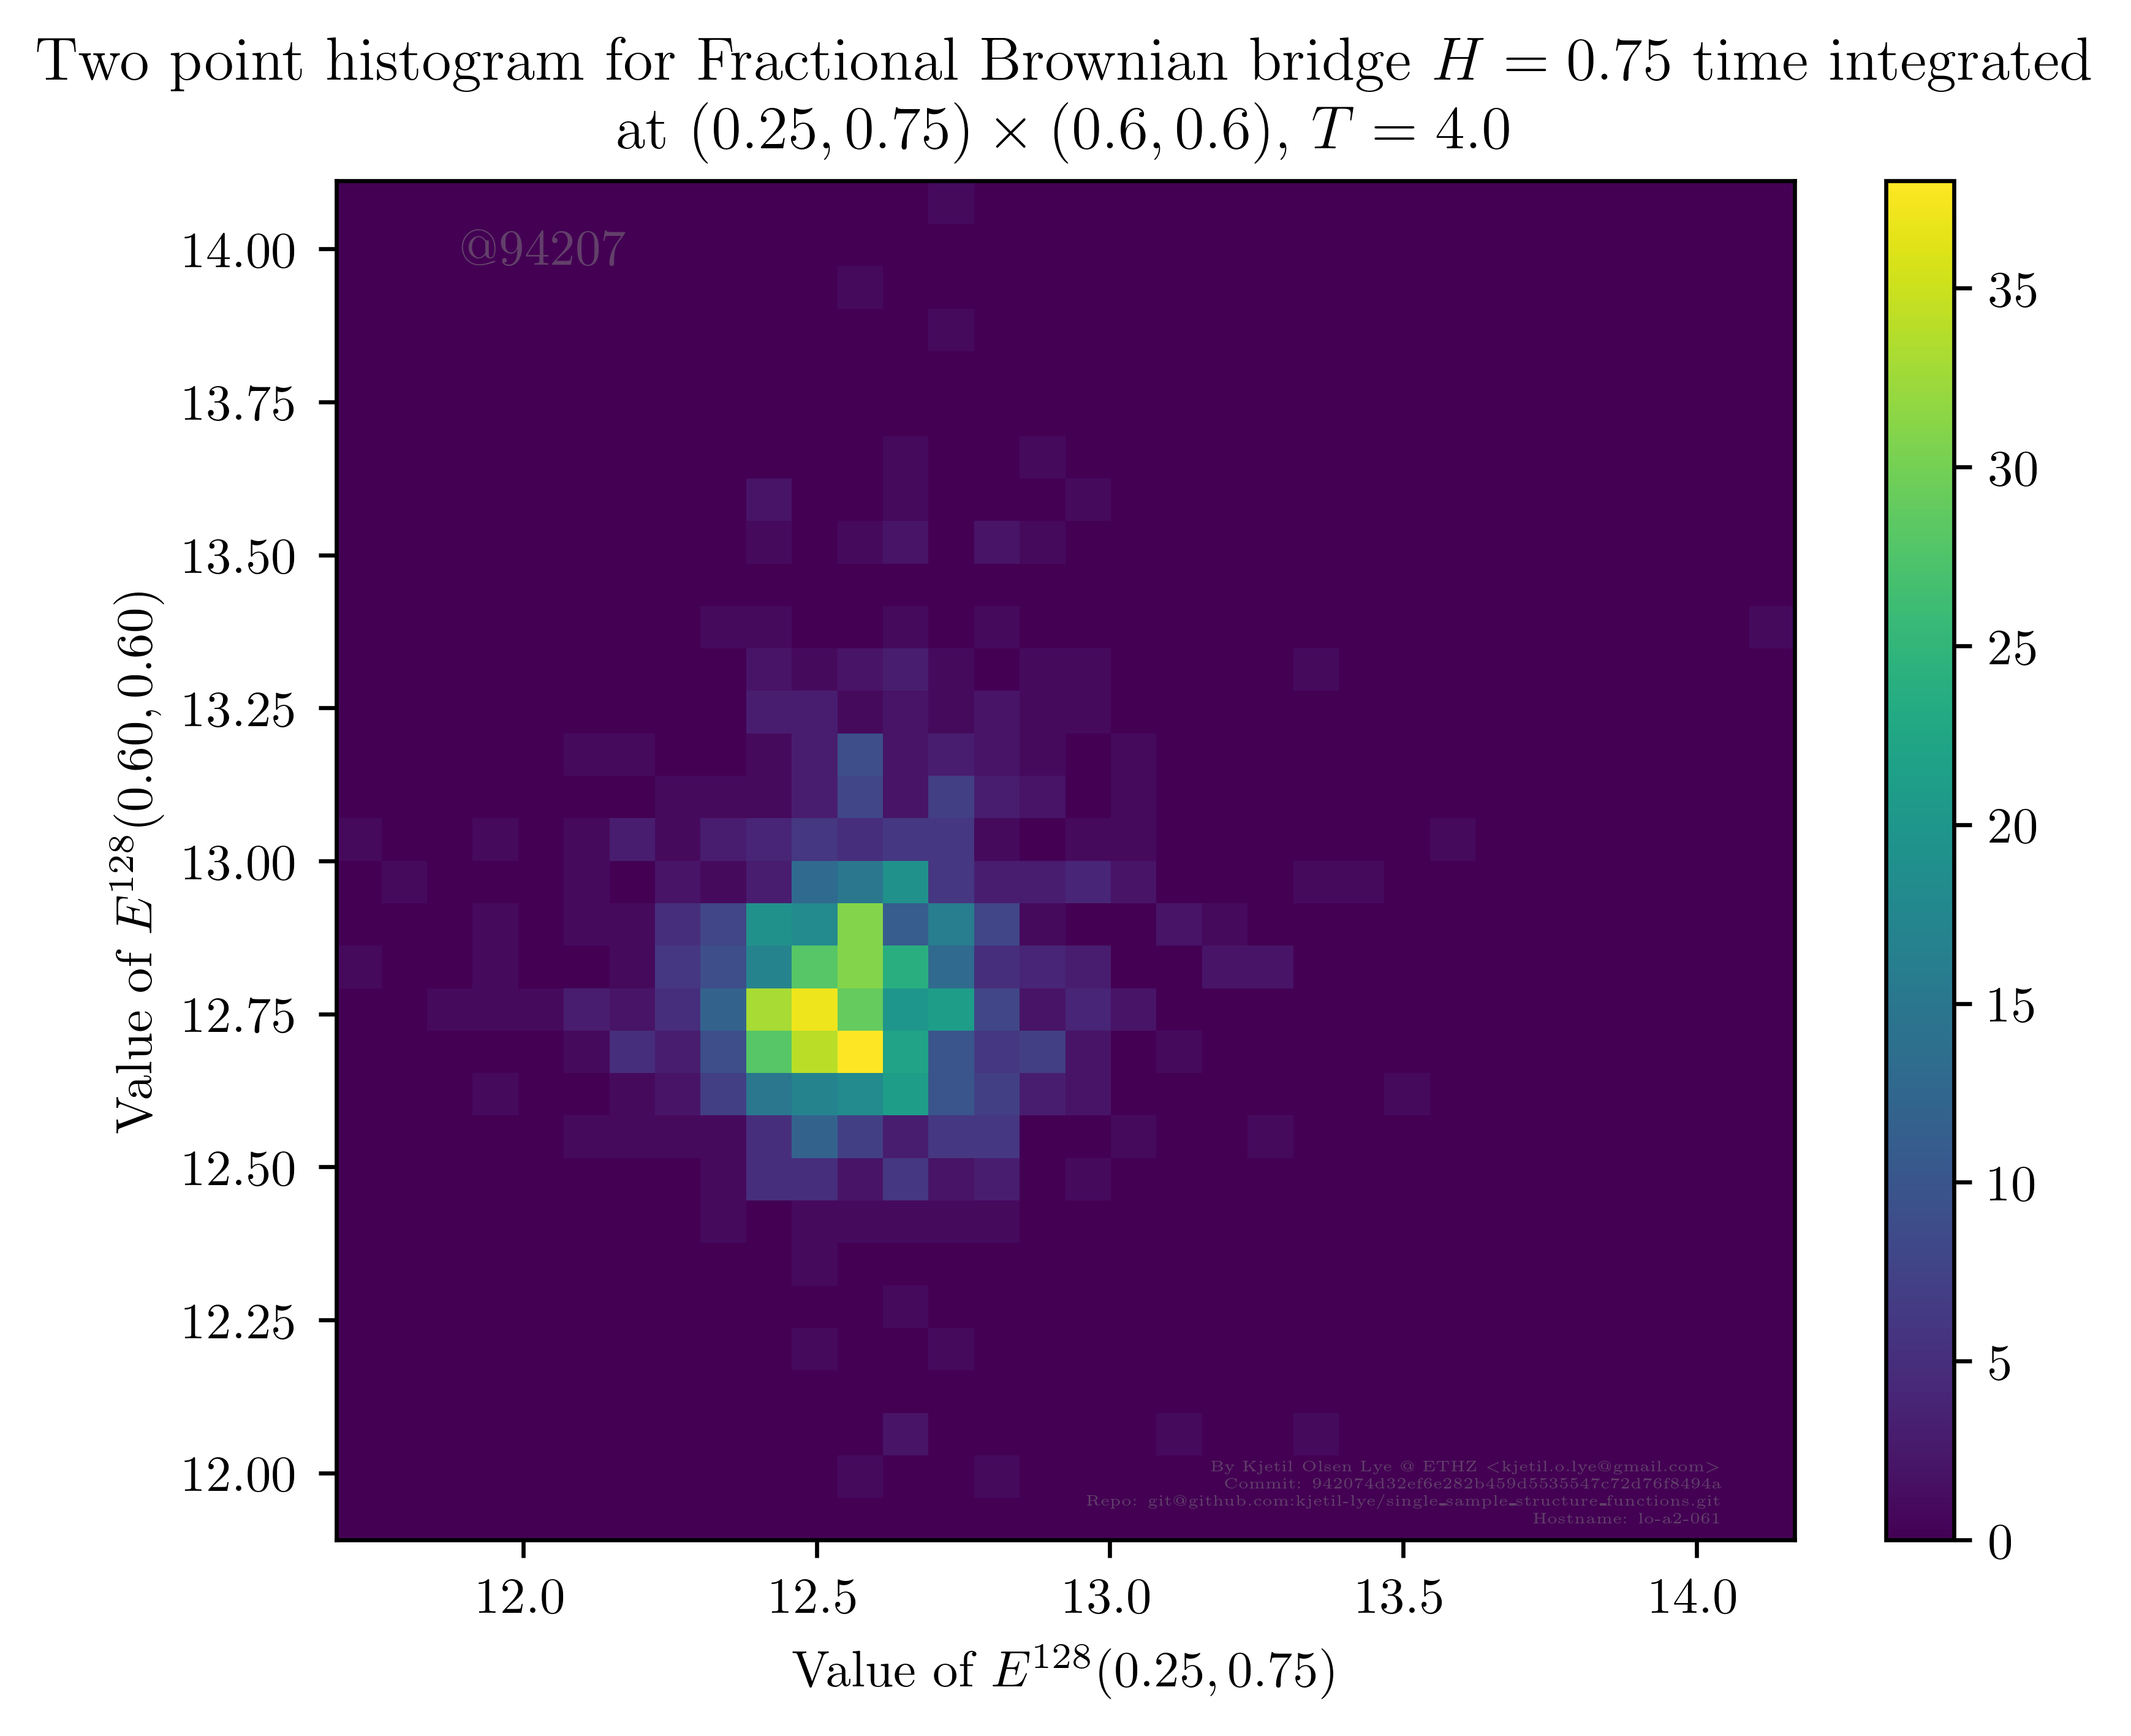 Two point histogram for Fractional Brownian bridge H = 0.75 time integrated
at (0.25, 0.75) × (0.6, 0.6), T = 4.0
@94207
14.00
13.75
13.50
13.25
13.00
12.75
12.50
12.25
12.00
Value of E^128(0.60, 0.60)
12.0
12.5
13.0
13.5
14.0
Value of E^128(0.25, 0.75)
35
30
25
20
15
10
5
0
By Kjetil Olsen Lye @ ETHZ <kjetil.o.lye@gmail.com>
Commit: 942074d32ef6e282b459d5535547c72d76f8494a
Repo: git@github.com:kjetil-lye/single_sample_structure_functions.git
Hostname: lo-a2-061